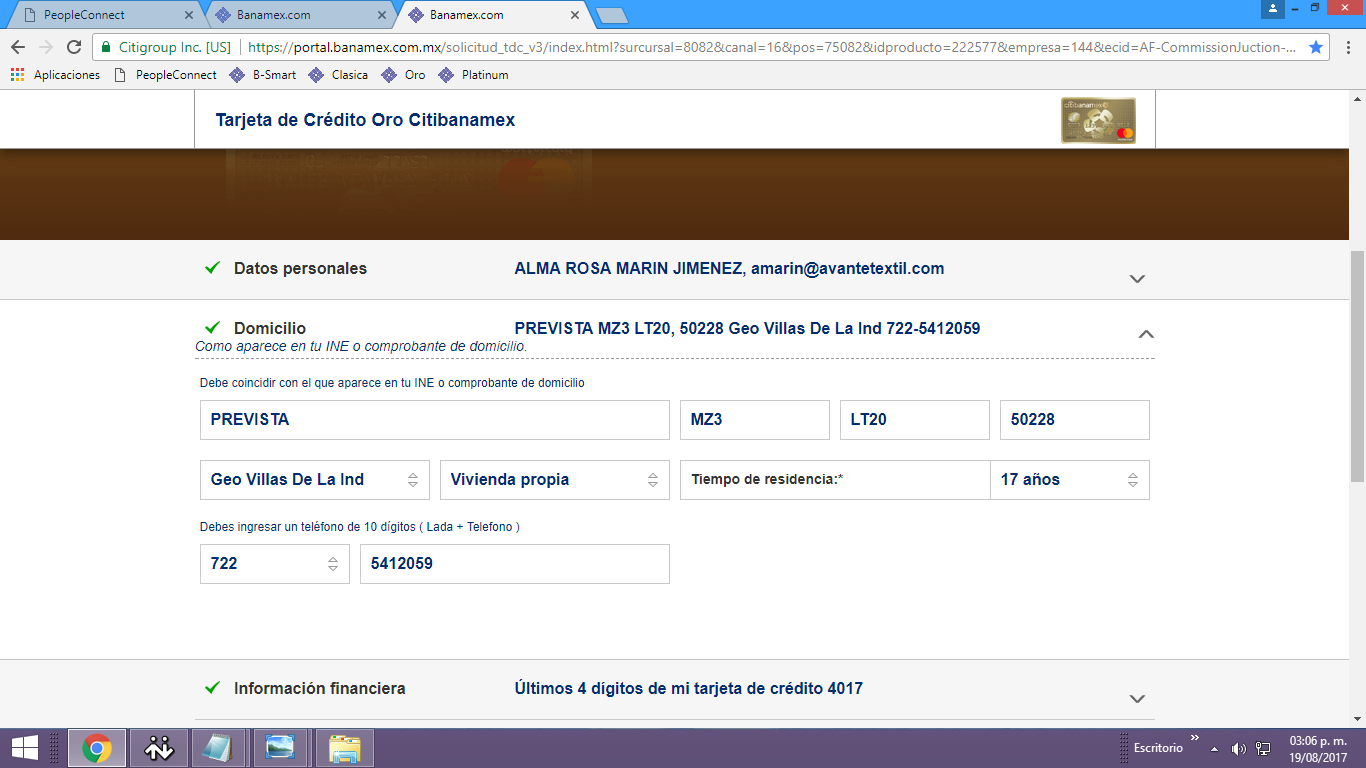 PeopleConnect
Banamex.com
Banamex.com
Citigroup Inc. [US] https://portal.banamex.com.mx/solicitud_tdc_v3/index.html?surcursal=8082&canal=16&pos=75082&idproducto=222577&empresa=144&ecid=AF-CommissionJuction-...
Aplicaciones PeopleConnect B-Smart Clasica Oro Platinum
Tarjeta de Crédito Oro Citibanamex
citibanamex
Datos personales ALMA ROSA MARIN JIMENEZ, amarin@avantetextil.com
Domicilio PREVISTA MZ3 LT20, 50228 Geo Villas De La Ind 722-5412059
Como aparece en tu INE o comprobante de domicilio.
Debe coincidir con el que aparece en tu INE o comprobante de domicilio
PREVISTA MZ3 LT20 50228
Geo Villas De La Ind Vivienda propia Tiempo de residencia:* 17 años
Debes ingresar un teléfono de 10 dígitos ( Lada + Telefono )
722 5412059
Información financiera Últimos 4 dígitos de mi tarjeta de crédito 4017
Escritorio 03:06 p. m.
19/08/2017